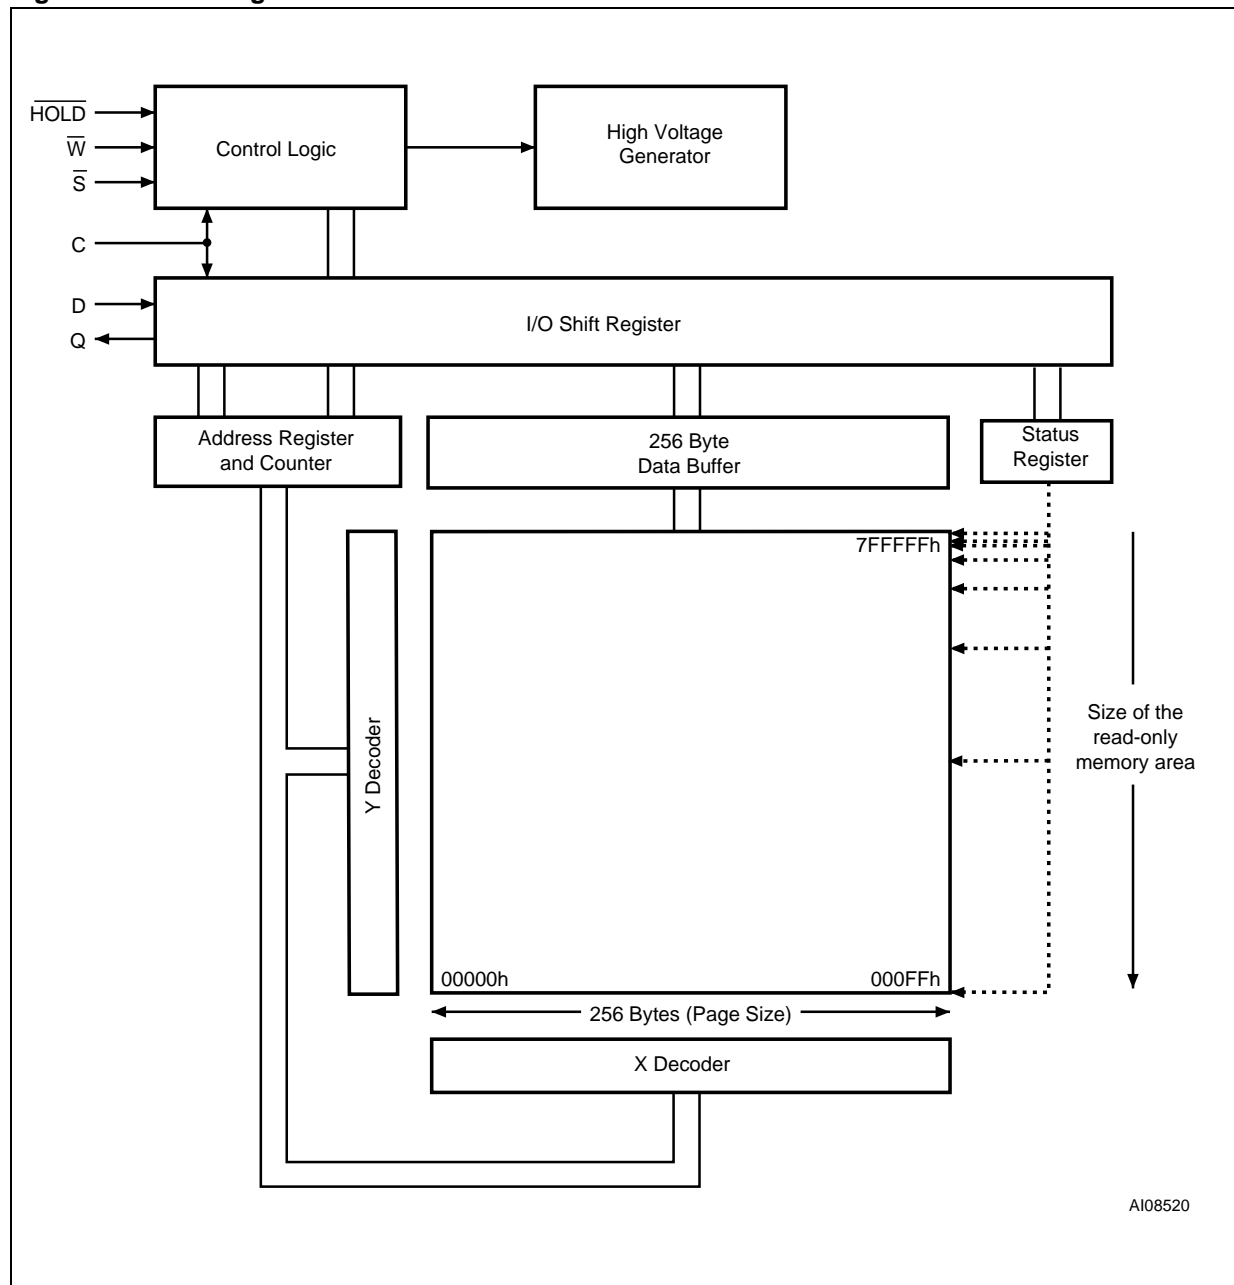 HOLD
W
S
C
D
Q
Control Logic
High Voltage
Generator
I/O Shift Register
Address Register
and Counter
256 Byte
Data Buffer
Status
Register
7FFFFFh
Y Decoder
Size of the
read-only
memory area
00000h
000FFh
256 Bytes (Page Size)
X Decoder
AI08520